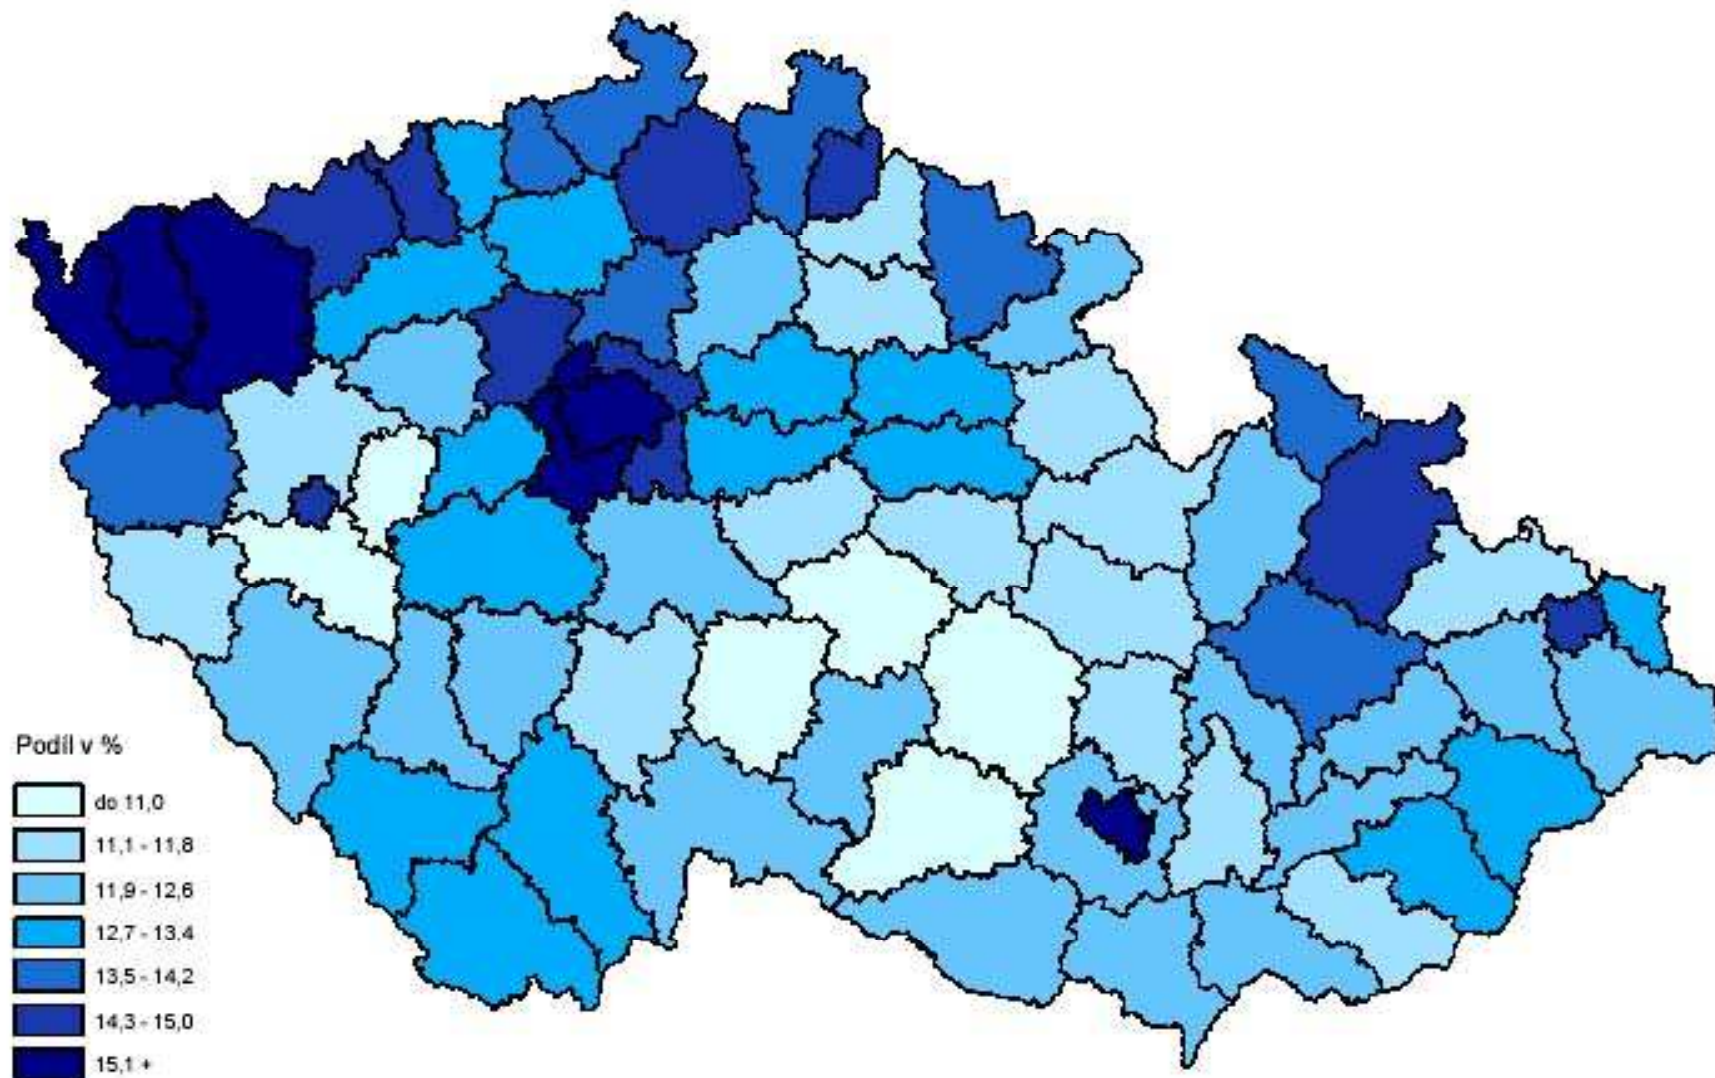 Podíl v %
do 11,0
11,1 - 11,8
11,9 - 12,6
12,7 - 13,4
13,5 - 14,2
14,3 - 15,0
15,1 +